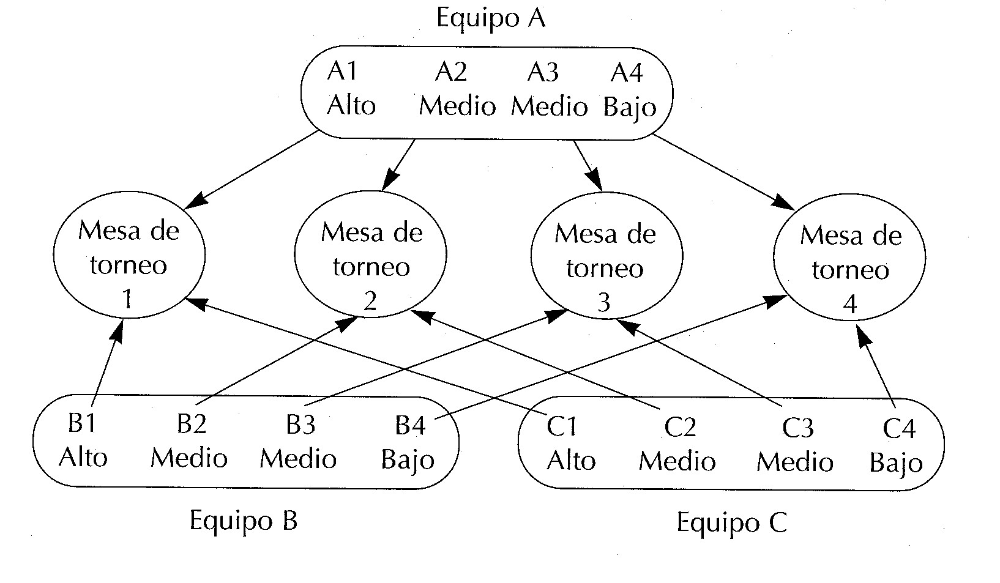 Equipo A
A1 A2 A3 A4
Alto Medio Medio Bajo
Mesa de torneo 1
Mesa de torneo 2
Mesa de torneo 3
Mesa de torneo 4
B1 B2 B3 B4
Alto Medio Medio Bajo
C1 C2 C3 C4
Alto Medio Medio Bajo
Equipo B
Equipo C